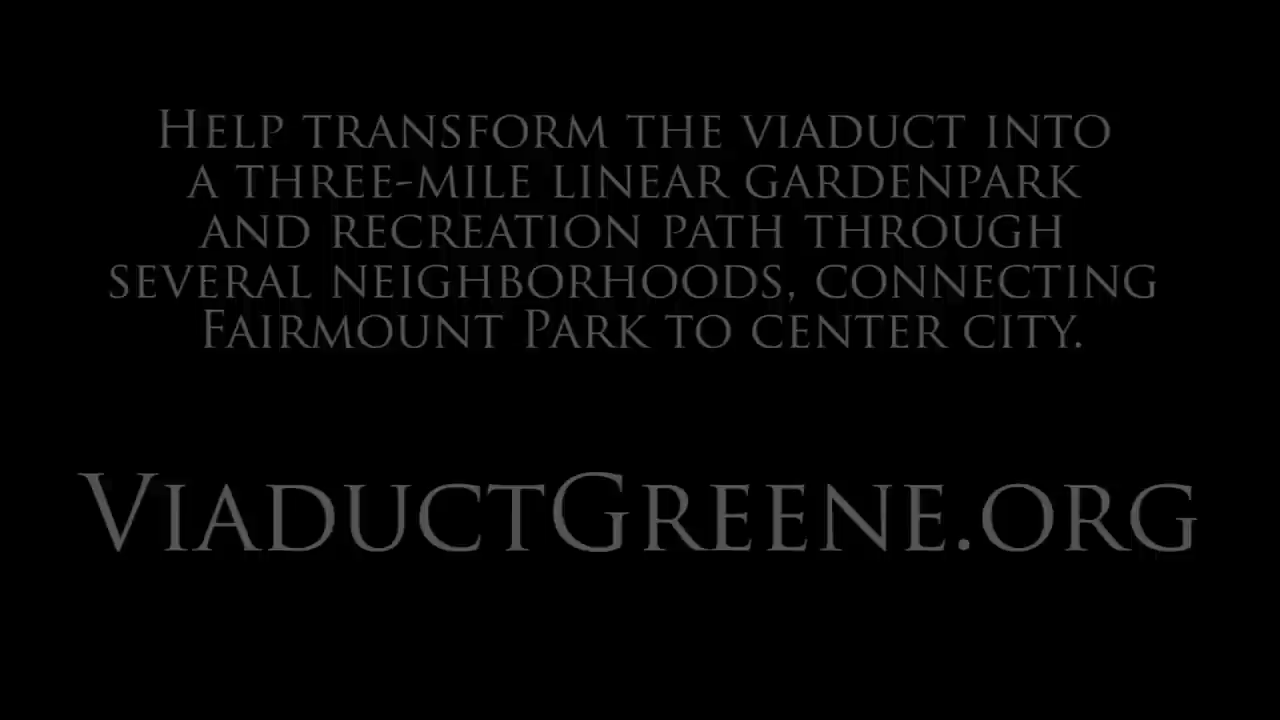 Help transform the viaduct into
a three-mile linear gardenpark
and recreation path through
several neighborhoods, connecting
Fairmount Park to center city.
ViaductGreene.org